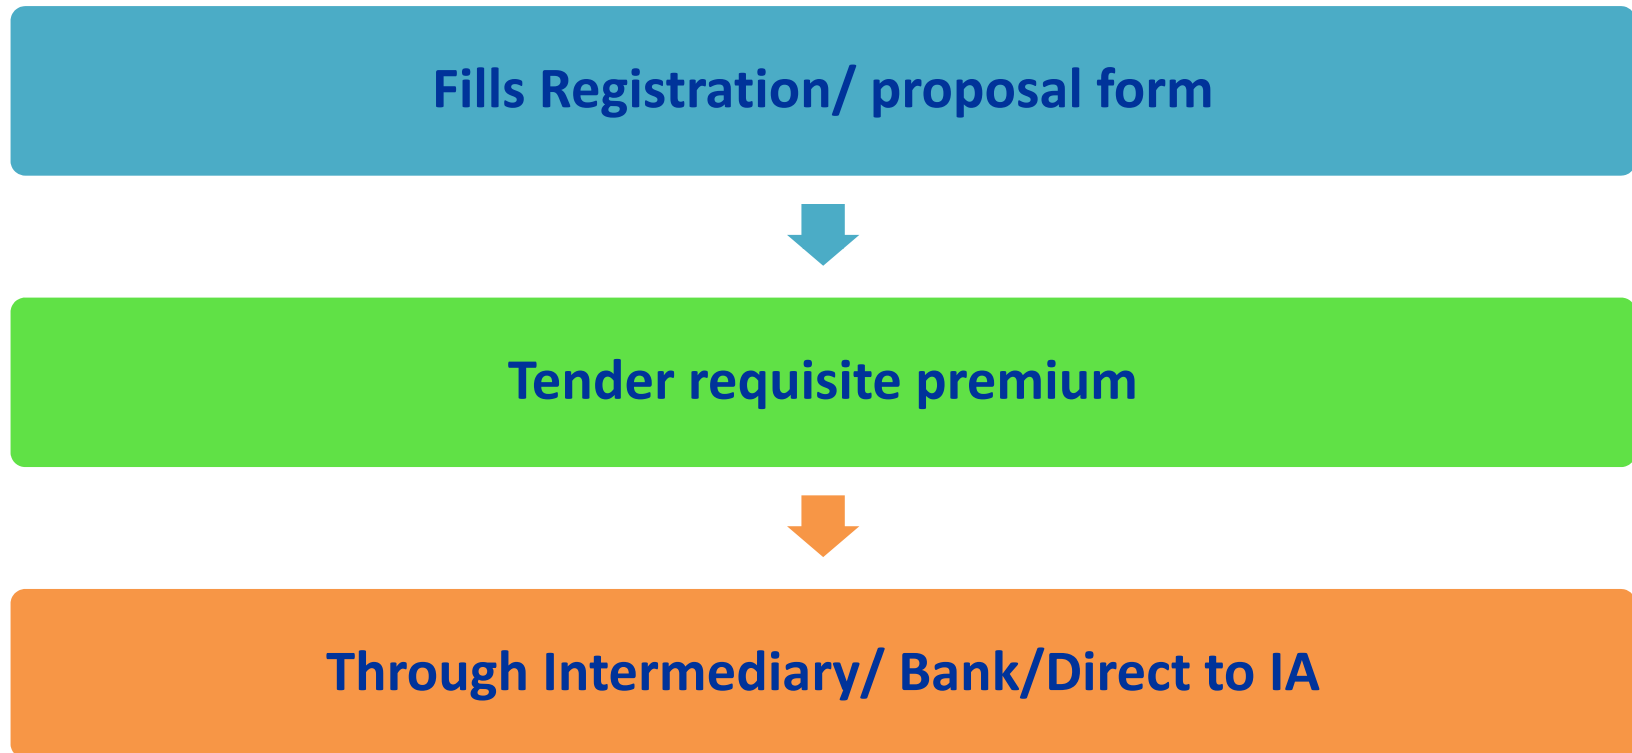 Fills Registration/ proposal form
Tender requisite premium
Through Intermediary/ Bank/Direct to IA